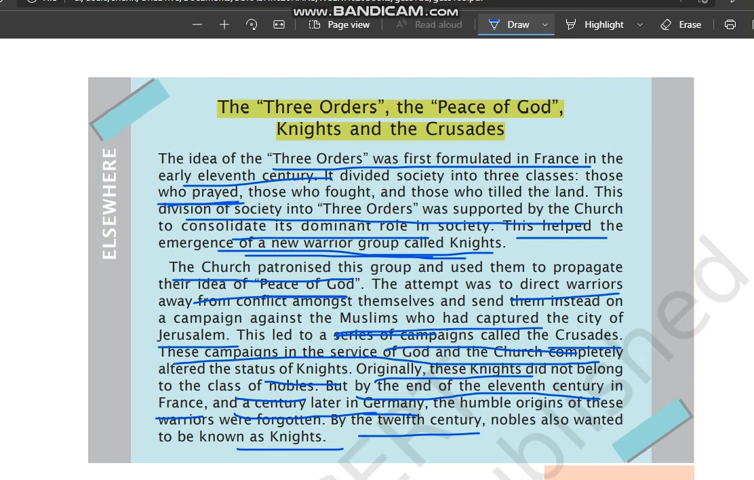 www.BANDICAM.com
Page view
Read aloud
Draw
Highlight
Erase
The "Three Orders", the "Peace of God",
Knights and the Crusades
ELSEWHERE
The idea of the "Three Orders" was first formulated in France in the
early eleventh century. It divided society into three classes: those
who prayed, those who fought, and those who tilled the land. This
division of society into "Three Orders" was supported by the Church
to consolidate its dominant role in society. This helped the
emergence of a new warrior group called Knights.
The Church patronised this group and used them to propagate
their idea of "Peace of God". The attempt was to direct warriors
away from conflict amongst themselves and send them instead on
a campaign against the Muslims who had captured the city of
Jerusalem. This led to a series of campaigns called the Crusades.
These campaigns in the service of God and the Church completely
altered the status of Knights. Originally, these Knights did not belong
to the class of nobles. But by the end of the eleventh century in
France, and a century later in Germany, the humble origins of these
warriors were forgotten. By the twelfth century, nobles also wanted
to be known as Knights.